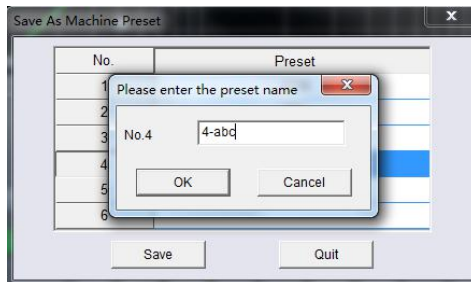 Save As Machine Preset
x
No. Preset
1
Please enter the preset name
2
No.4 4-abc
3
4
OK Cancel
5
6
Save Quit